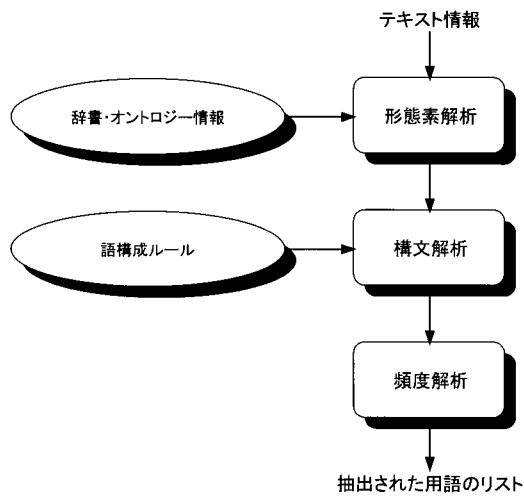 テキスト情報
辞書・オントロジー情報
形態素解析
語構成ルール
構文解析
頻度解析
抽出された用語のリスト